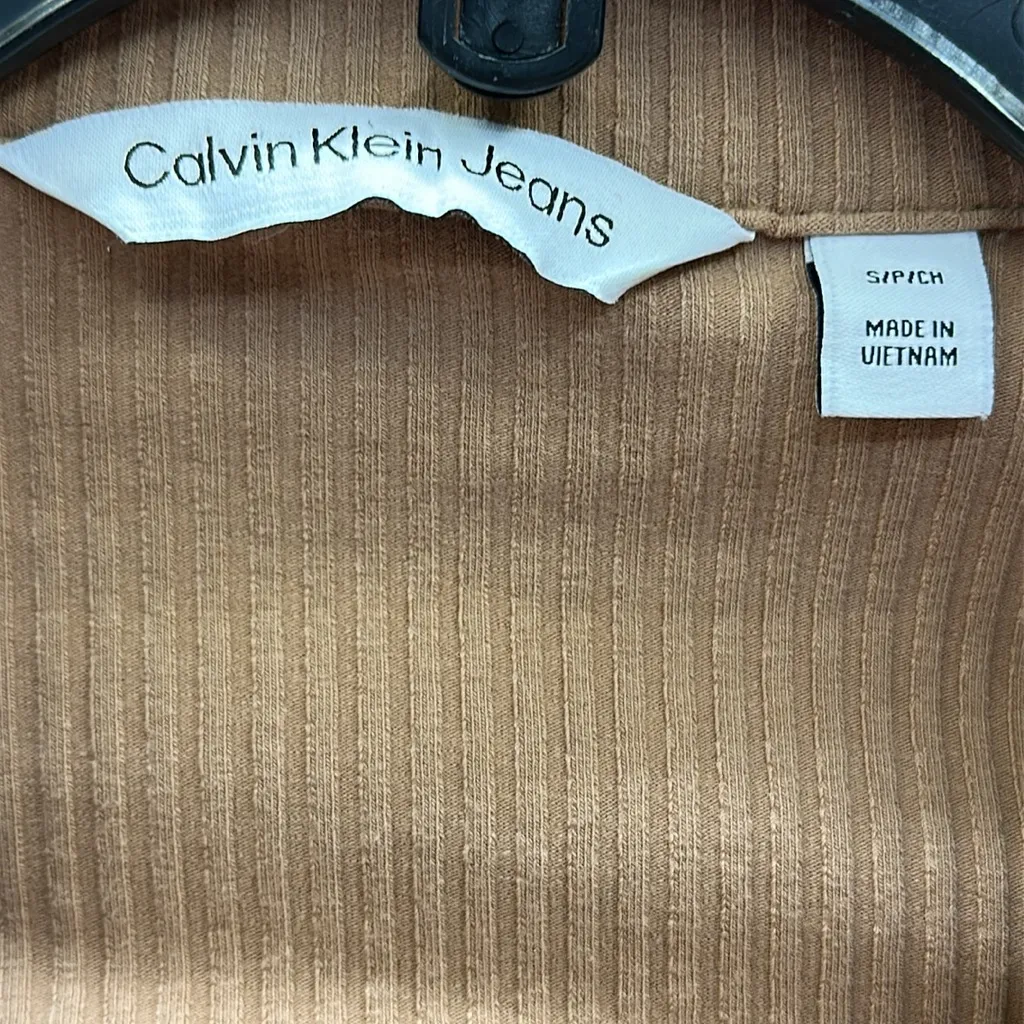 Calvin Klein Jeans
S/P/CH
MADE IN
VIETNAM